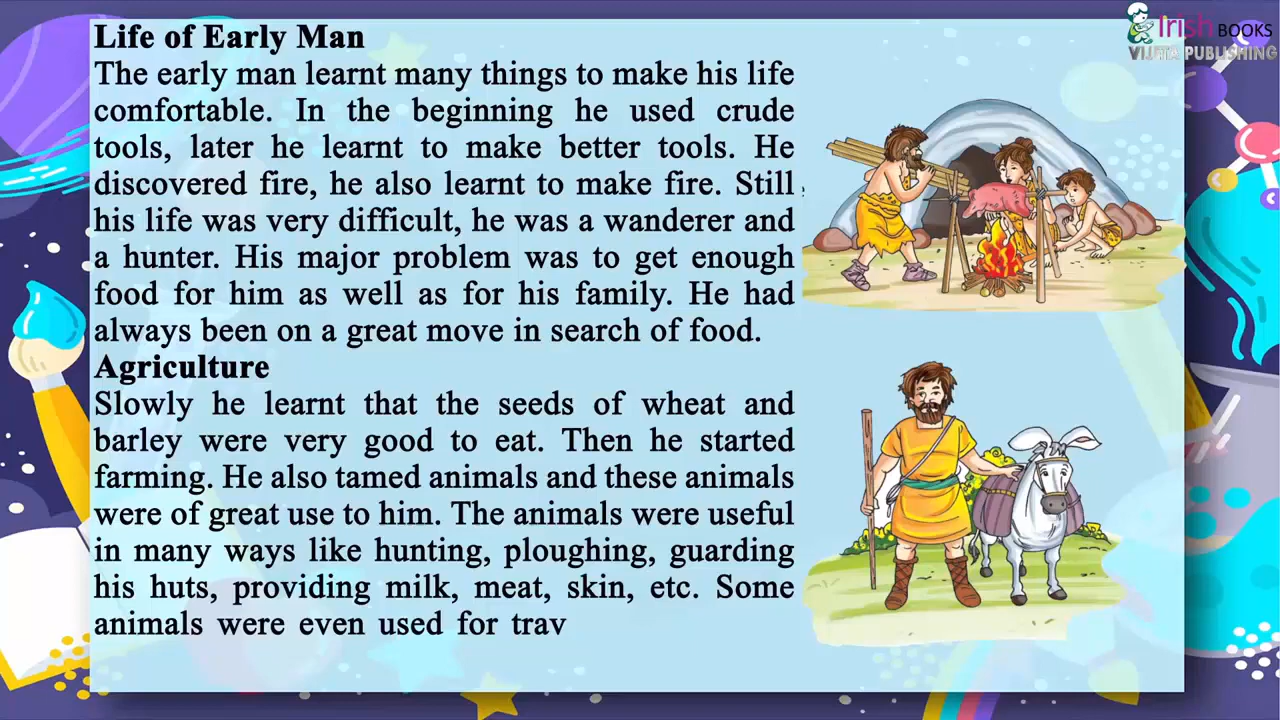 Life of Early Man
The early man learnt many things to make his life
comfortable. In the beginning he used crude
tools, later he learnt to make better tools. He
discovered fire, he also learnt to make fire. Still
his life was very difficult, he was a wanderer and
a hunter. His major problem was to get enough
food for him as well as for his family. He had
always been on a great move in search of food.
Agriculture
Slowly he learnt that the seeds of wheat and
barley were very good to eat. Then he started
farming. He also tamed animals and these animals
were of great use to him. The animals were useful
in many ways like hunting, ploughing, guarding
his huts, providing milk, meat, skin, etc. Some
animals were even used for trav
Irish BOOKS
VIJETA PUBLISHING